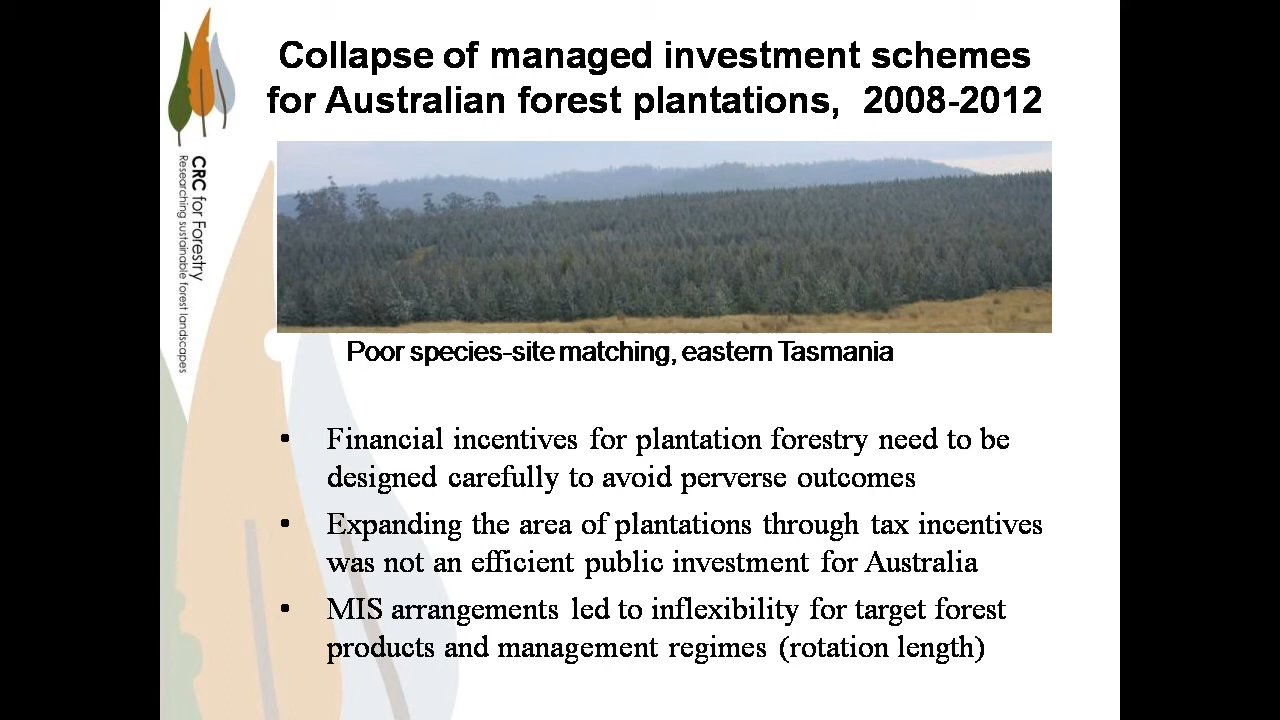 Collapse of managed investment schemes
for Australian forest plantations, 2008-2012
CRC for Forestry
Researching sustainable forest landscapes
Poor species-site matching, eastern Tasmania
• Financial incentives for plantation forestry need to be
designed carefully to avoid perverse outcomes
• Expanding the area of plantations through tax incentives
was not an efficient public investment for Australia
• MIS arrangements led to inflexibility for target forest
products and management regimes (rotation length)